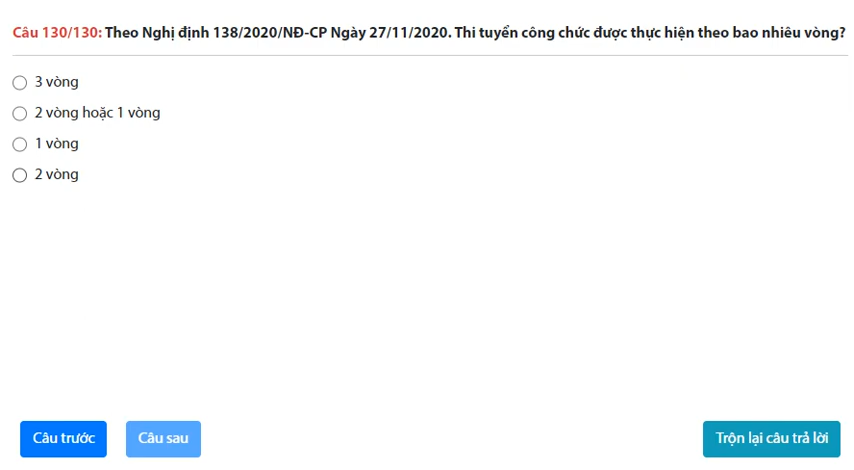 Câu 130/130: Theo Nghị định 138/2020/NĐ-CP Ngày 27/11/2020. Thi tuyển công chức được thực hiện theo bao nhiêu vòng?
3 vòng
2 vòng hoặc 1 vòng
1 vòng
2 vòng
Câu trước
Câu sau
Trộn lại câu trả lời